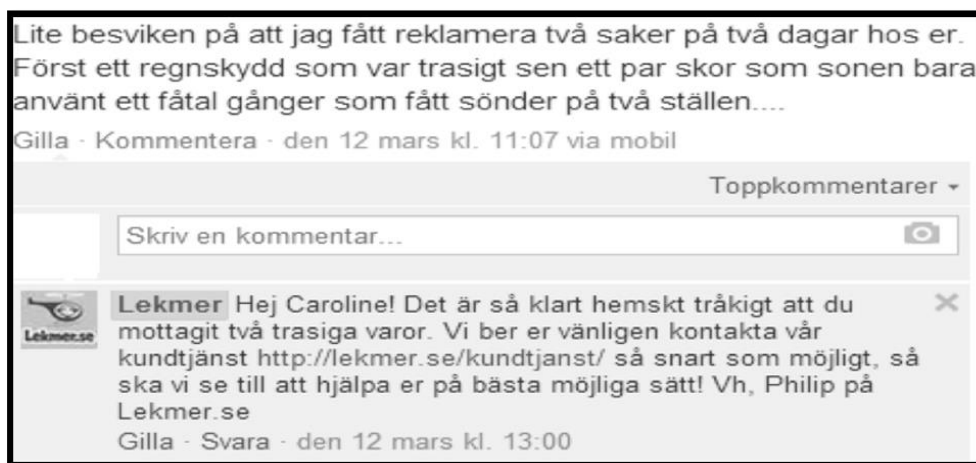 Lite besviken på att jag fått reklamera två saker på två dagar hos er.
Först ett regnskydd som var trasigt sen ett par skor som sonen bara
använt ett fåtal gånger som fått sönder på två ställen....
Gilla · Kommentera · den 12 mars kl. 11:07 via mobil
Toppkommentarer
Skriv en kommentar...
Lekmer Hej Caroline! Det är så klart hemskt tråkigt att du
mottagit två trasiga varor. Vi ber er vänligen kontakta vår
kundtjänst http://lekmer.se/kundtjanst/ så snart som möjligt, så
ska vi se till att hjälpa er på bästa möjliga sätt! Vh, Philip på
Lekmer.se
Lekmer.se
Gilla · Svara · den 12 mars kl. 13:00